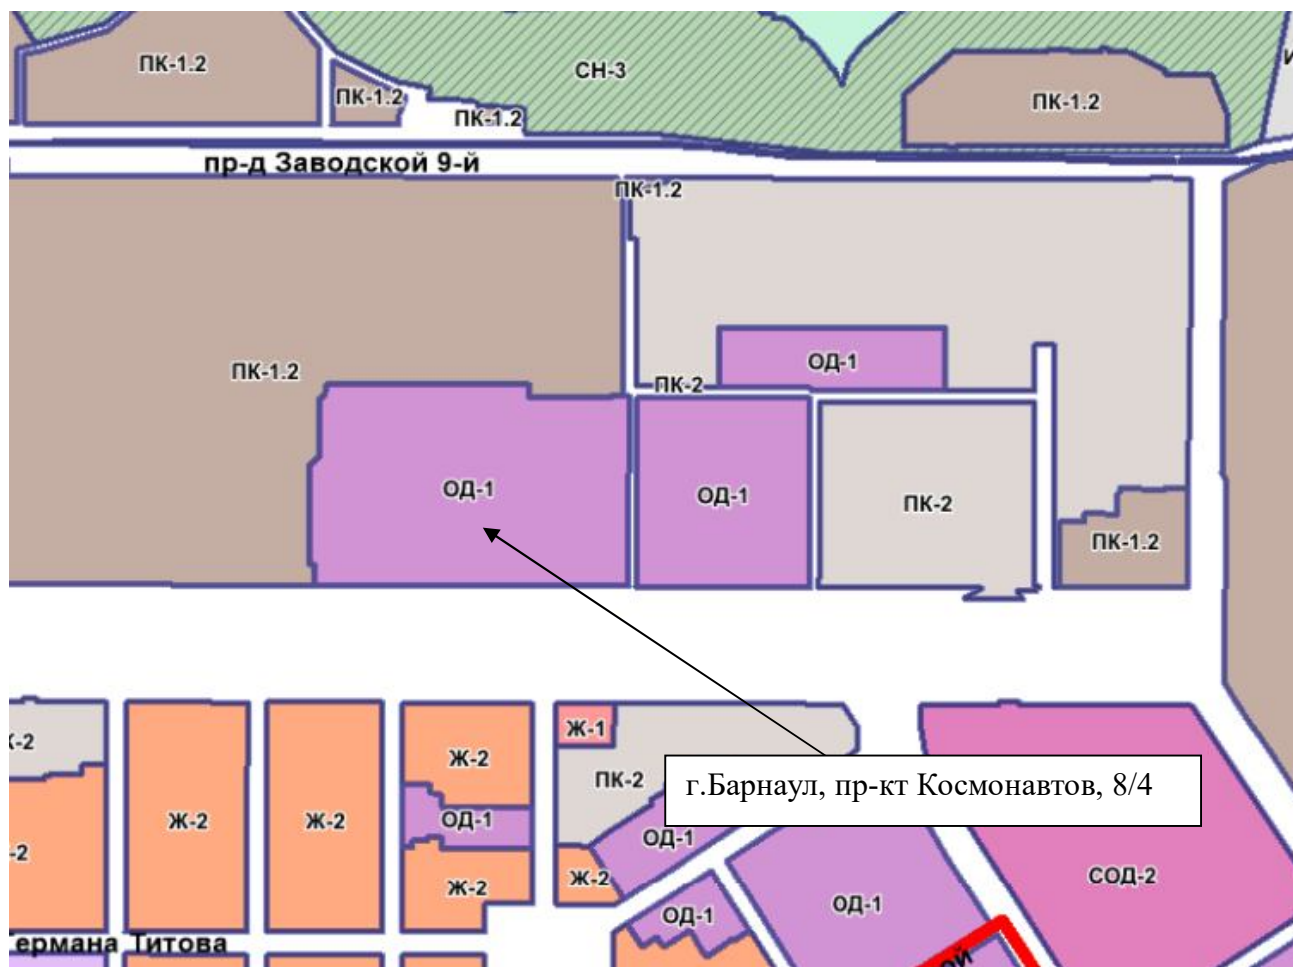 ПК-1.2
СН-3
ПК-1.2
ПК-1.2
ПК-1.2
пр-д Заводской 9-й
ПК-1.2
ОД-1
ПК-1.2
ПК-2
ОД-1
ОД-1
ПК-2
ПК-1.2
Ж-1
-2
Ж-2
ПК-2
г.Барнаул, пр-кт Космонавтов, 8/4
Ж-2
Ж-2
ОД-1
ОД-1
-2
Ж-2
Ж-2
СОД-2
ОД-1
ОД-1
ермана Титова
ой